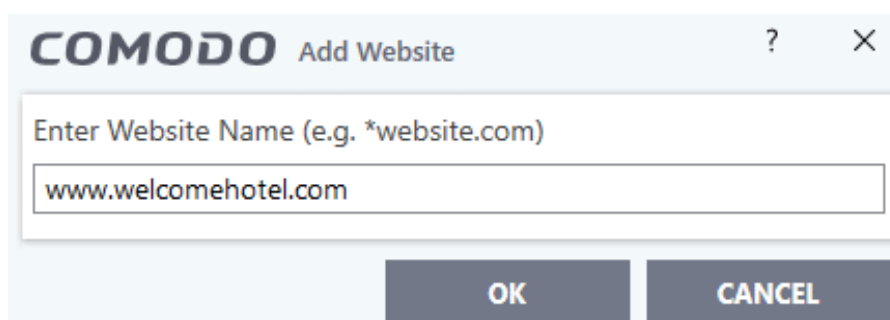 COMODO Add Website ? ×
Enter Website Name (e.g. *website.com)
www.welcomehotel.com
OK CANCEL